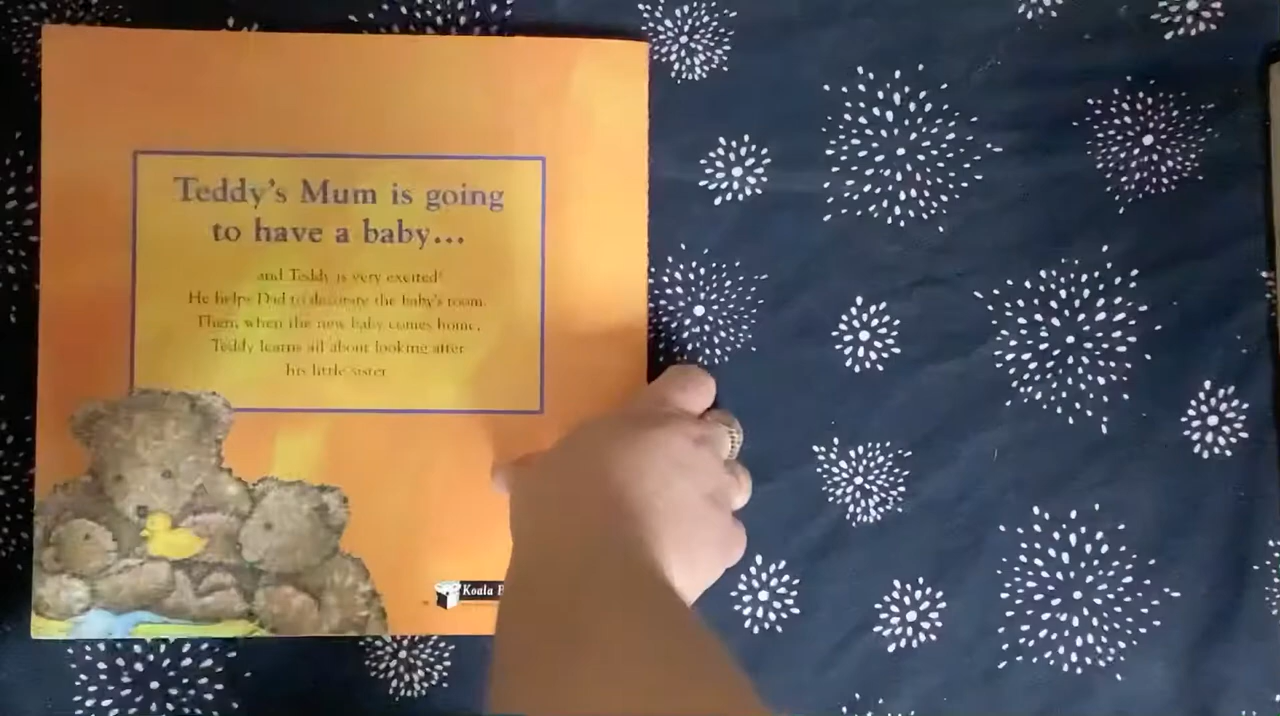 Teddy's Mum is going
to have a baby...
and Teddy is very excited!
He helps Dad to decorate the baby's room.
Then, when the new baby comes home,
Teddy learns all about looking after
his little sister.
Koala